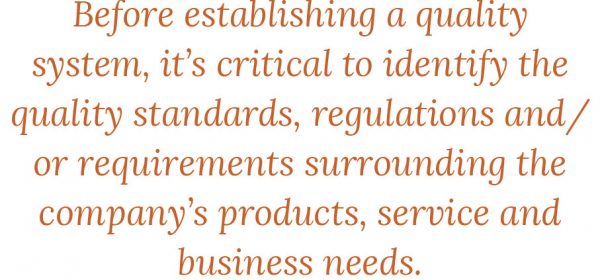 Before establishing a quality
system, it’s critical to identify the
quality standards, regulations and/
or requirements surrounding the
company’s products, service and
business needs.